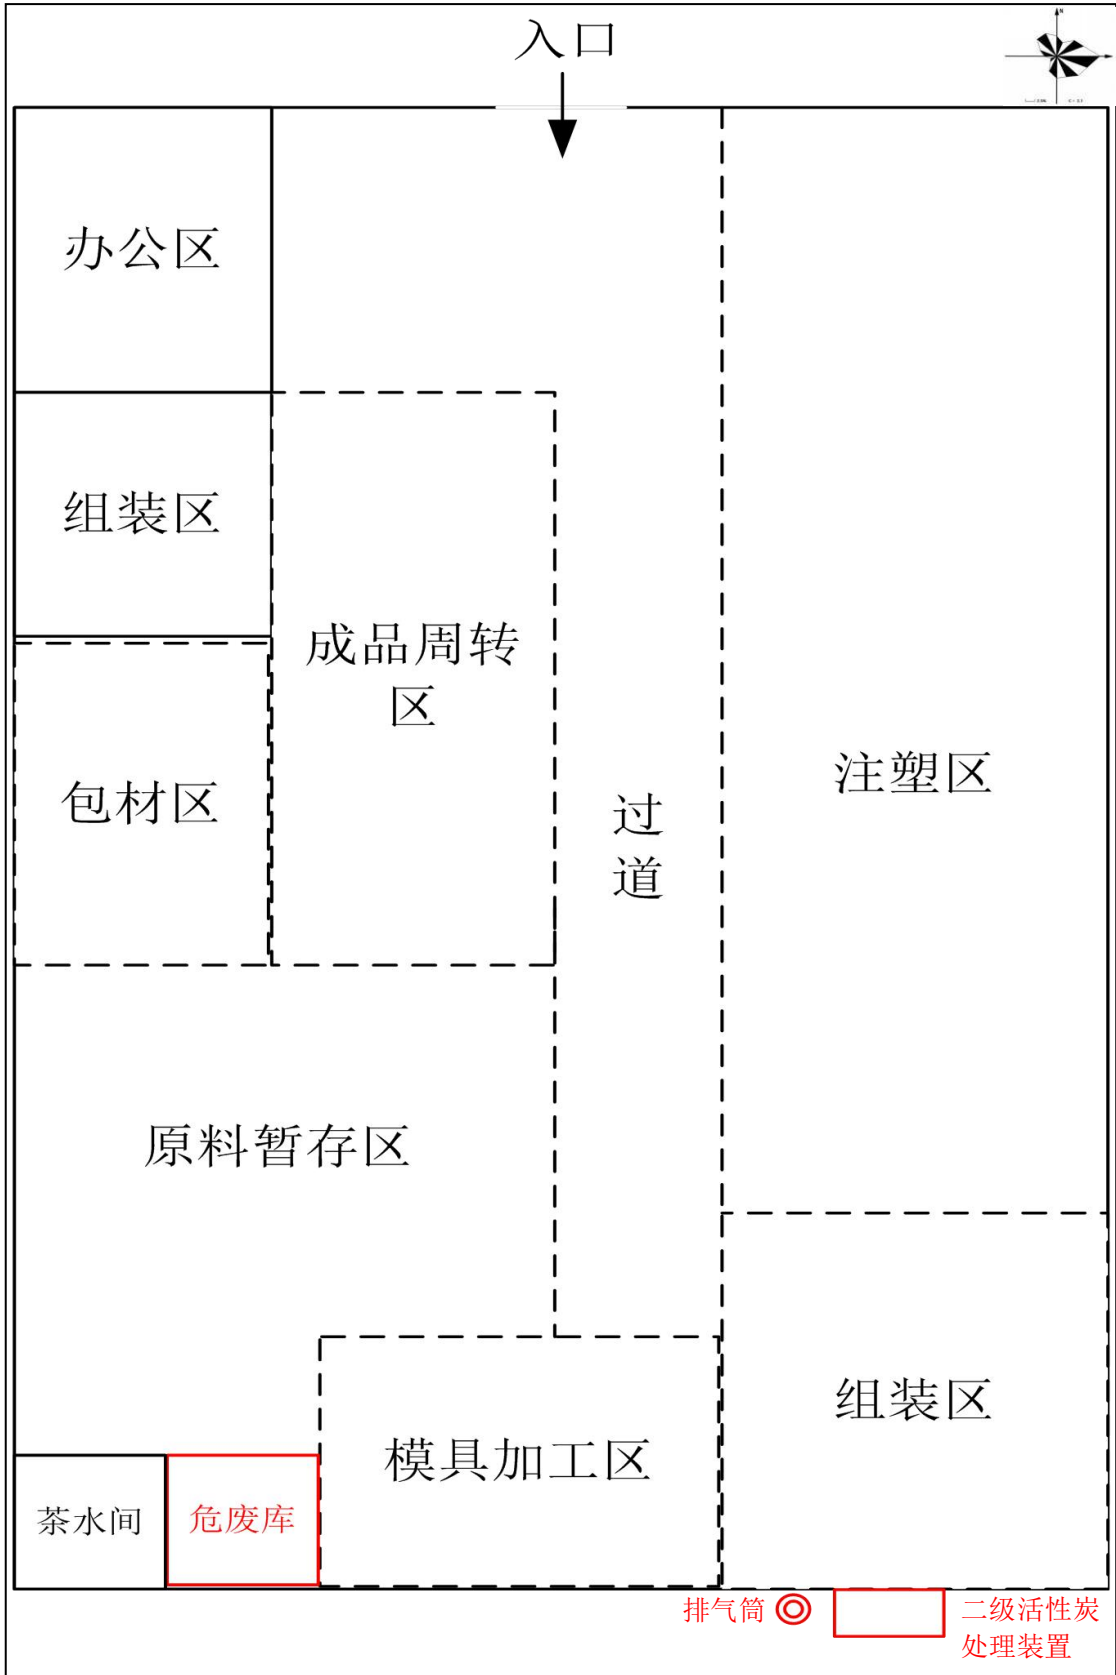 入口
N
办公区
组装区
成品周转
区
包材区
注塑区
过
道
原料暂存区
组装区
模具加工区
茶水间
危废库
排气筒
二级活性炭
处理装置